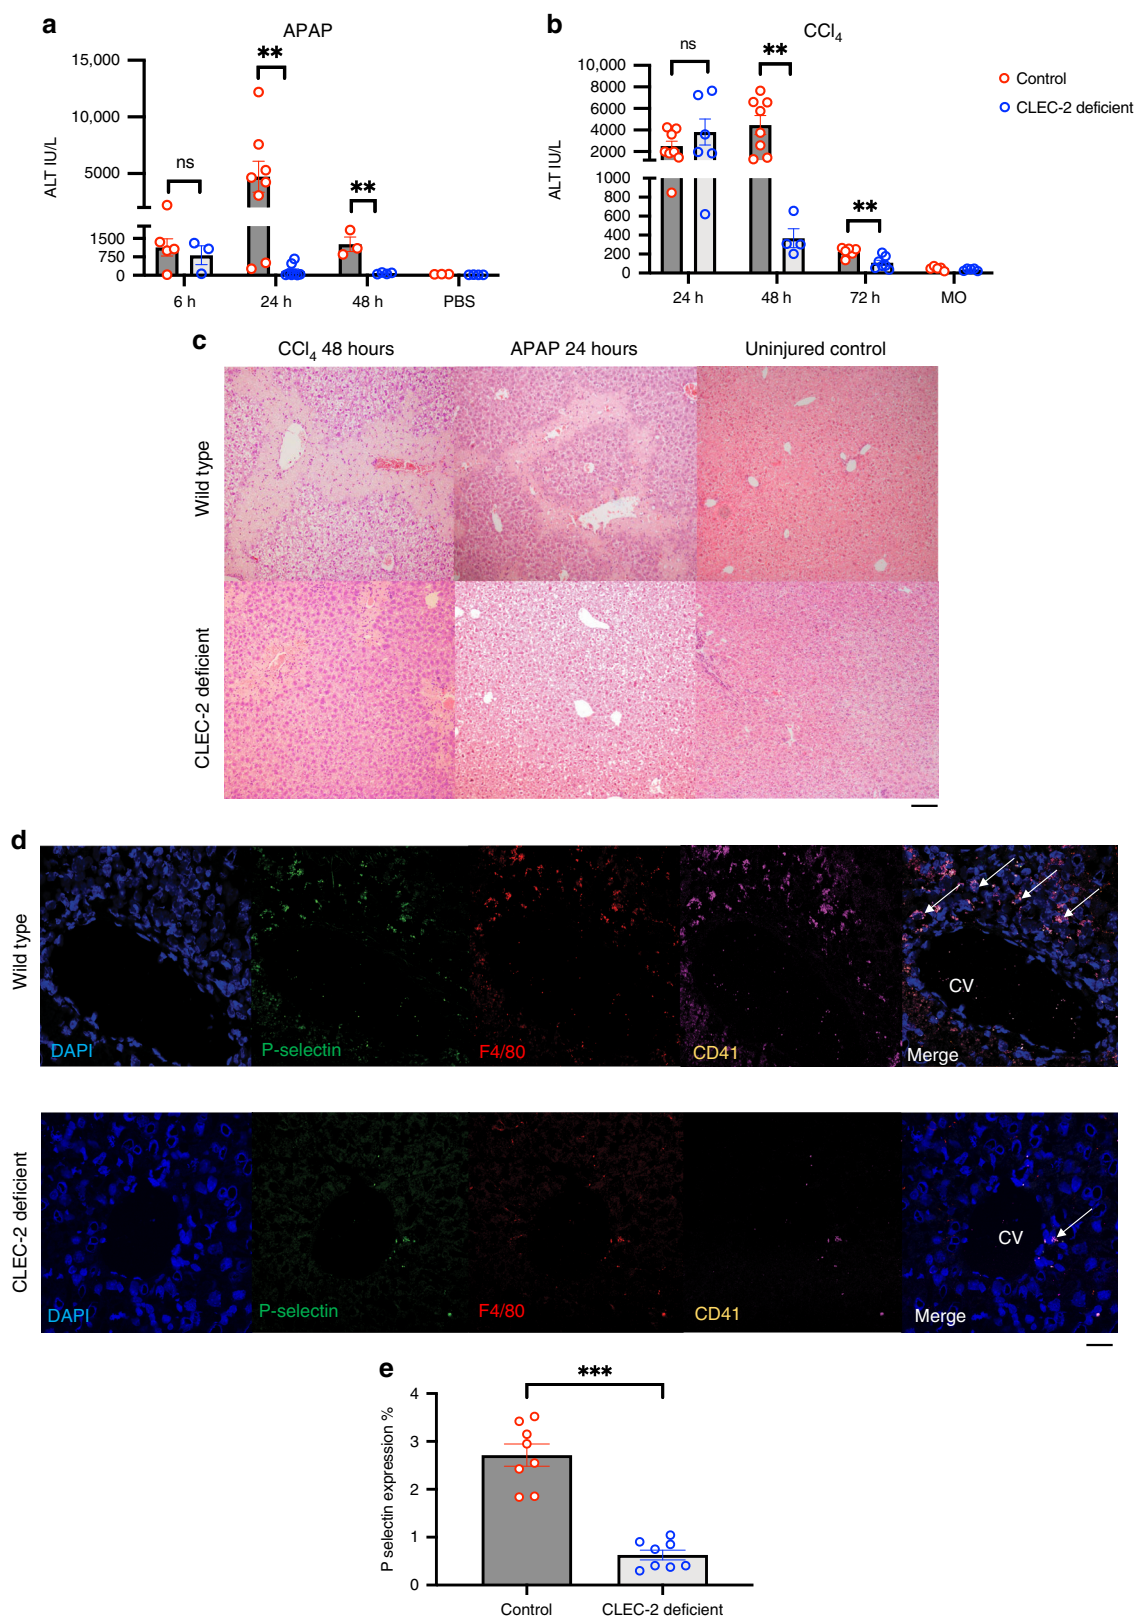 a
APAP
ALT IU/L
15,000
10,000
5000
1500
750
0
ns
**
**
6 h
24 h
48 h
PBS
b
CCl₄
ALT IU/L
10,000
8000
6000
4000
2000
1000
800
600
400
200
0
ns
**
**
24 h
48 h
72 h
MO
Control
CLEC-2 deficient
c
CCl₄ 48 hours
APAP 24 hours
Uninjured control
Wild type
CLEC-2 deficient
d
Wild type
DAPI
P-selectin
F4/80
CD41
CV
Merge
CLEC-2 deficient
DAPI
P-selectin
F4/80
CD41
CV
Merge
e
P selectin expression %
4
3
2
1
0
***
Control
CLEC-2 deficient